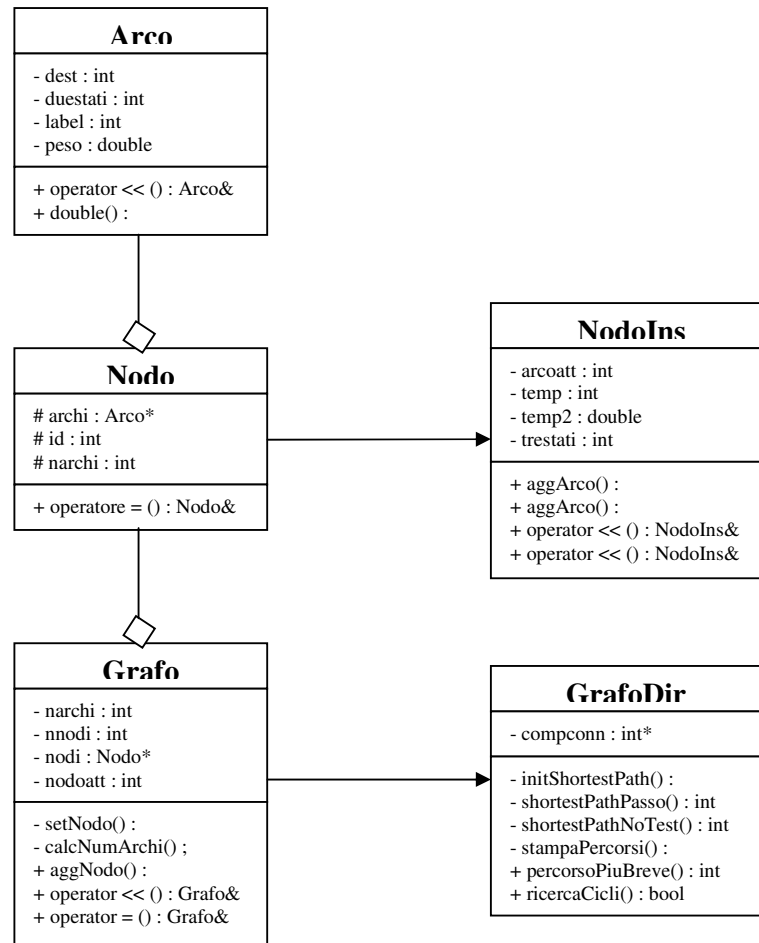 Arco
- dest : int
- duestati : int
- label : int
- peso : double
+ operator << () : Arco&
+ double() :
Nodo
# archi : Arco*
# id : int
# narchi : int
+ operatore = () : Nodo&
NodoIns
- arcoatt : int
- temp : int
- temp2 : double
- trestati : int
+ aggArco() :
+ aggArco() :
+ operator << () : NodoIns&
+ operator << () : NodoIns&
Grafo
- narchi : int
- nnodi : int
- nodi : Nodo*
- nodoatt : int
- setNodo() :
- calcNumArchi() ;
+ aggNodo() :
+ operator << () : Grafo&
+ operator = () : Grafo&
GrafoDir
- compconn : int*
- initShortestPath() :
- shortestPathPasso() : int
- shortestPathNoTest() : int
- stampaPercorsi() :
+ percorsoPiuBreve() : int
+ ricercaCicli() : bool